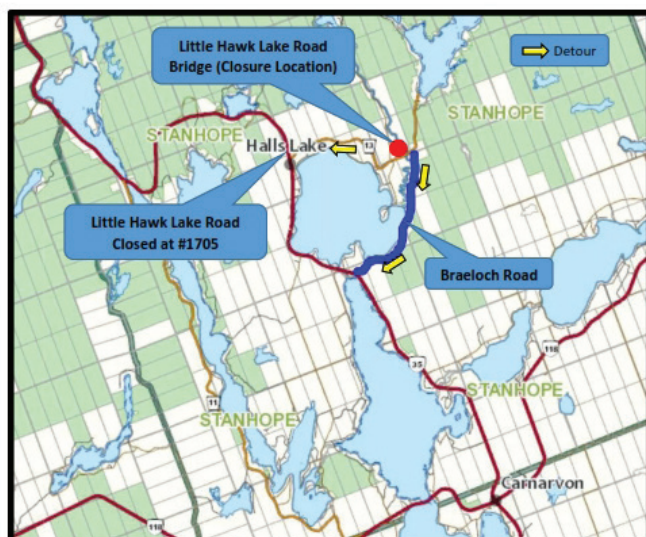 Little Hawk Lake Road
Bridge (Closure Location)
Detour
STANHOPE
STANHOPE
Halls Lake
13
Little Hawk Lake Road
Closed at #1705
Braeloch Road
118
35
STANHOPE
11
STANHOPE
Carnarvon
118